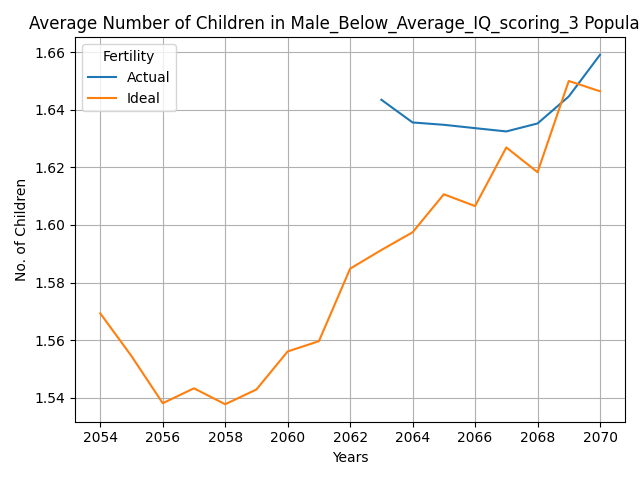 Average Number of Children in Male_Below_Average_IQ_scoring_3 Popula
Fertility
Actual
Ideal
No. of Children
1.66
1.64
1.62
1.60
1.58
1.56
1.54
2054 2056 2058 2060 2062 2064 2066 2068 2070
Years